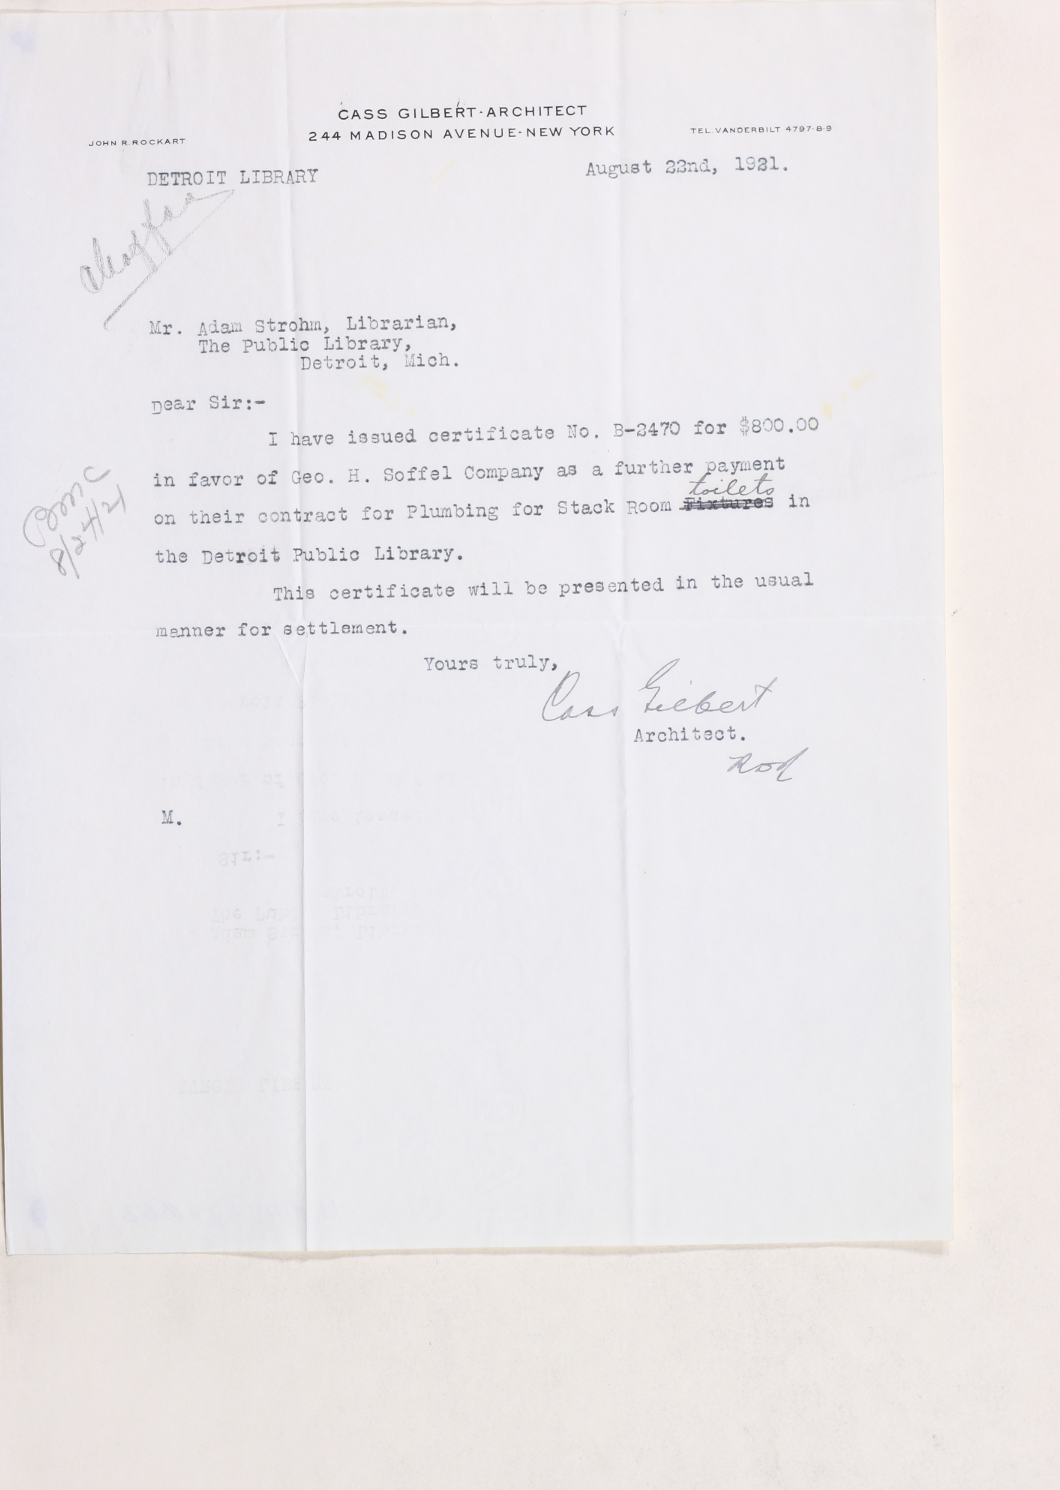 CASS GILBERT·ARCHITECT
244 MADISON AVENUE·NEW YORK
JOHN R. ROCKART
TEL. VANDERBILT 4797-8-9
DETROIT LIBRARY
August 22nd, 1921.
Mr. Adam Strohm, Librarian,
The Public Library,
Detroit, Mich.
Dear Sir:-
I have issued certificate No. B-2470 for $800.00
in favor of Geo. H. Soffel Company as a further payment
toilets
on their contract for Plumbing for Stack Room Fixtures in
8/24/21
the Detroit Public Library.
This certificate will be presented in the usual
manner for settlement.
Yours truly,
Cass Gilbert
Architect.
M.